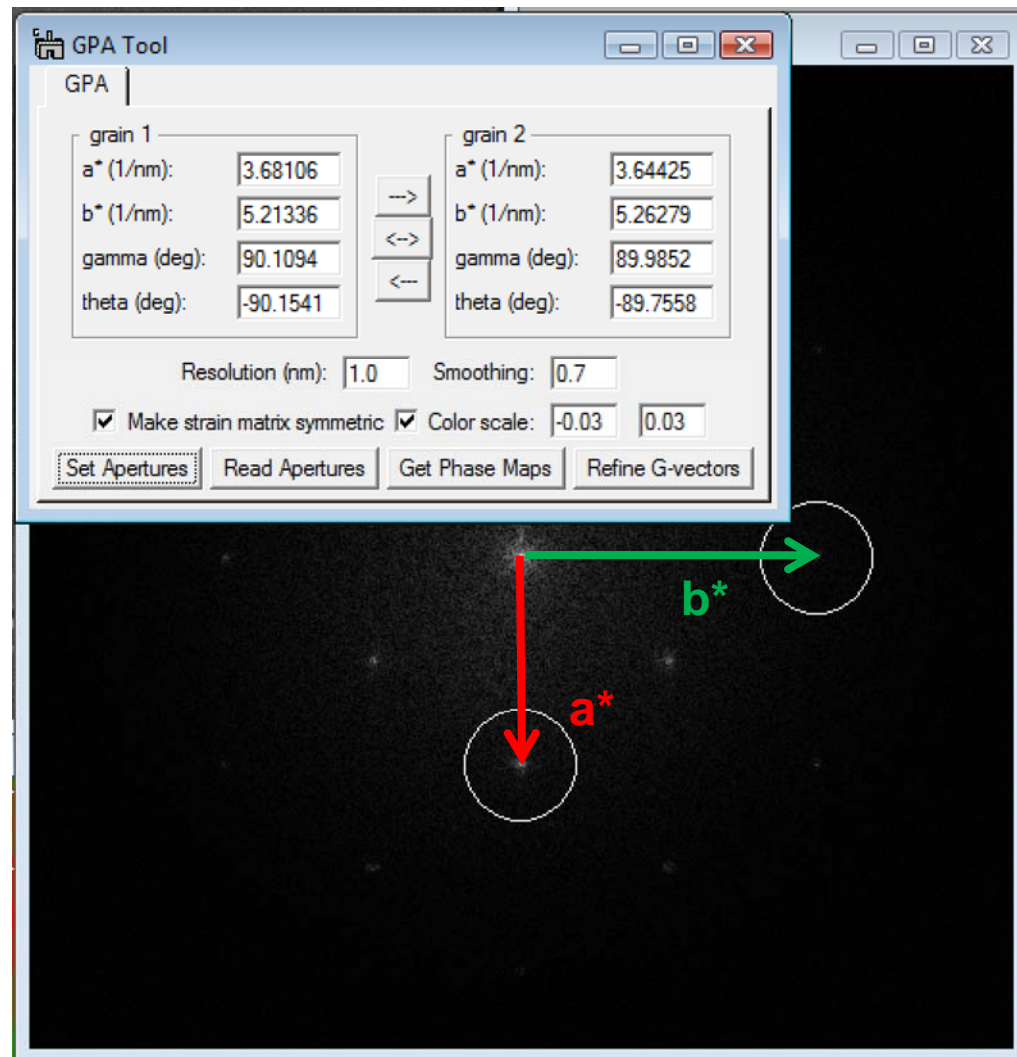 GPA Tool
GPA
grain 1 grain 2
a* (1/nm): 3.68106 a* (1/nm): 3.64425
--->
b* (1/nm): 5.21336 b* (1/nm): 5.26279
<-->
gamma (deg): 90.1094 gamma (deg): 89.9852
<---
theta (deg): -90.1541 theta (deg): -89.7558
Resolution (nm): 1.0 Smoothing: 0.7
Make strain matrix symmetric Color scale: -0.03 0.03
Set Apertures Read Apertures Get Phase Maps Refine G-vectors
b*
a*